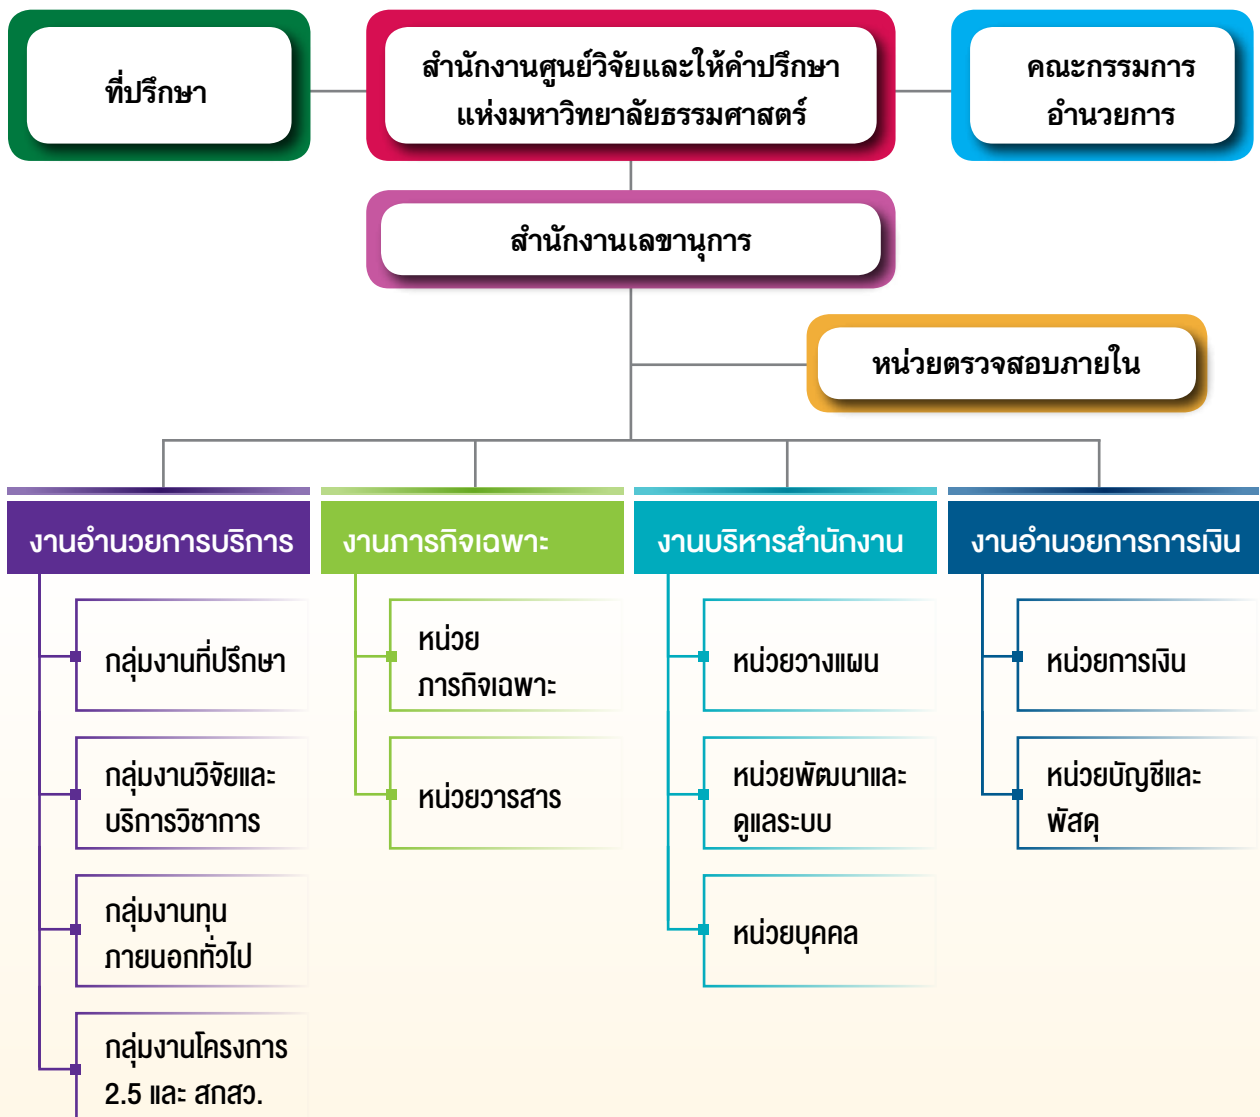 ที่ปรึกษา
สำนักงานศูนย์วิจัยและให้คำปรึกษา
แห่งมหาวิทยาลัยธรรมศาสตร์
คณะกรรมการ
อำนวยการ
สำนักงานเลขานุการ
หน่วยตรวจสอบภายใน
งานอำนวยการบริการ
กลุ่มงานที่ปรึกษา
กลุ่มงานวิจัยและ
บริการวิชาการ
กลุ่มงานทุน
ภายนอกทั่วไป
กลุ่มงานโครงการ
2.5 และ สกสว.
งานภารกิจเฉพาะ
หน่วย
ภารกิจเฉพาะ
หน่วยวารสาร
งานบริหารสำนักงาน
หน่วยวางแผน
หน่วยพัฒนาและ
ดูแลระบบ
หน่วยบุคคล
งานอำนวยการการเงิน
หน่วยการเงิน
หน่วยบัญชีและ
พัสดุ